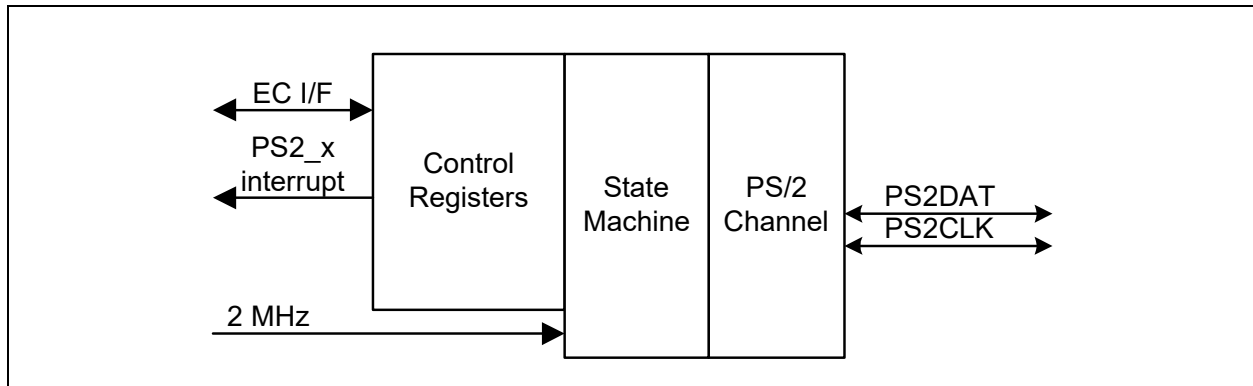 EC I/F
PS2_x
interrupt
Control
Registers
State
Machine
PS/2
Channel
PS2DAT
PS2CLK
2 MHz